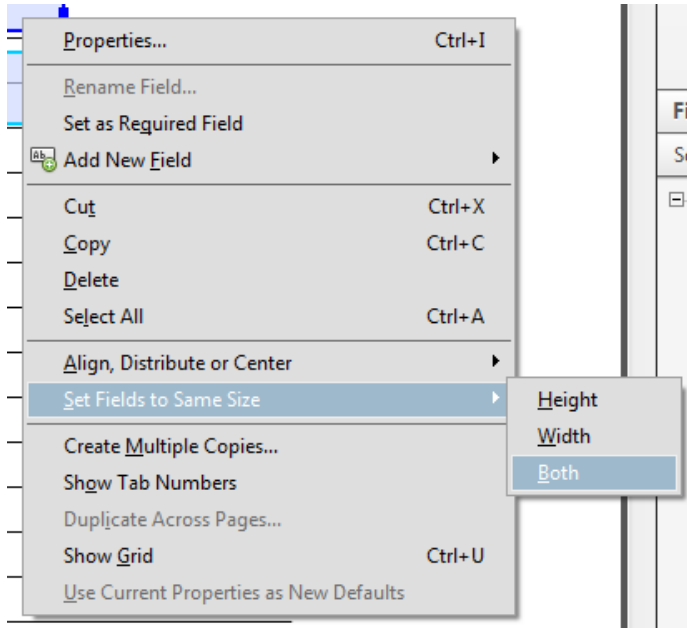 Properties... Ctrl+I
Rename Field...
Set as Required Field
Add New Field
Cut Ctrl+X
Copy Ctrl+C
Delete
Select All Ctrl+A
Align, Distribute or Center
Set Fields to Same Size
Height
Width
Both
Create Multiple Copies...
Show Tab Numbers
Duplicate Across Pages...
Show Grid Ctrl+U
Use Current Properties as New Defaults